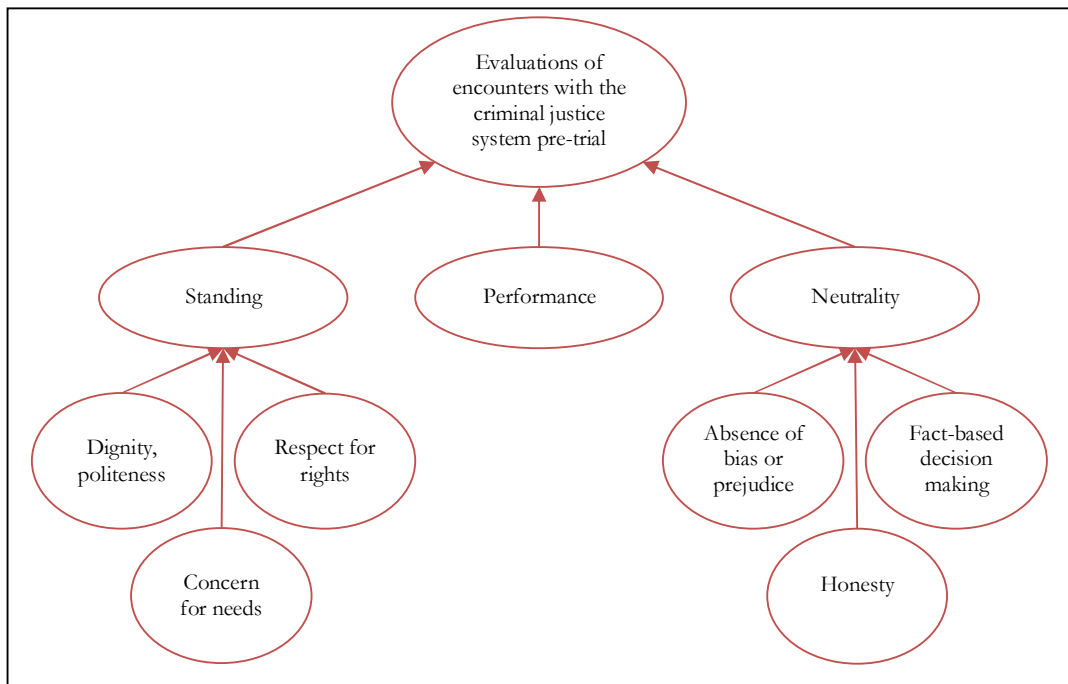 Evaluations of
encounters with the
criminal justice
system pre-trial
Standing
Performance
Neutrality
Dignity,
politeness
Respect for
rights
Concern
for needs
Absence of
bias or
prejudice
Fact-based
decision
making
Honesty